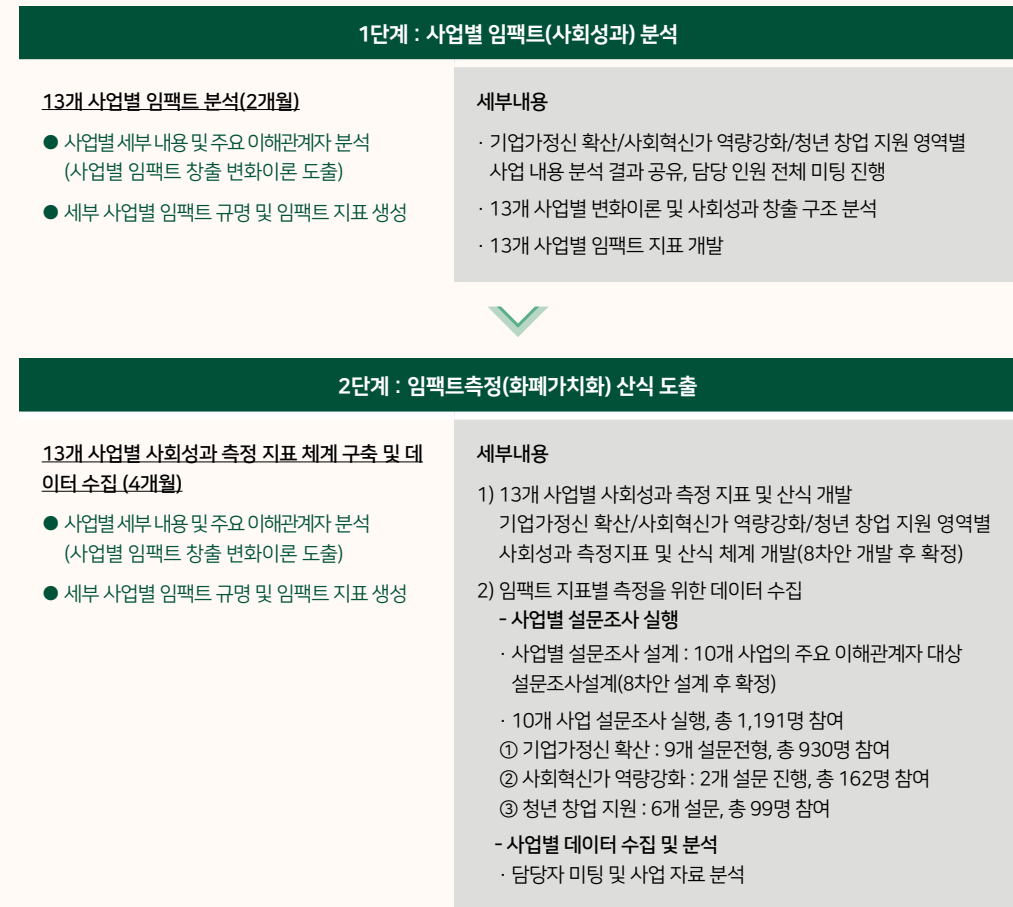 1단계 : 사업별 임팩트(사회성과) 분석
13개 사업별 임팩트 분석(2개월)
● 사업별 세부 내용 및 주요 이해관계자 분석
(사업별 임팩트 창출 변화이론 도출)
● 세부 사업별 임팩트 규명 및 임팩트 지표 생성
세부내용
· 기업가정신 확산/사회혁신가 역량강화/청년 창업 지원 영역별
사업 내용 분석 결과 공유, 담당 인원 전체 미팅 진행
· 13개 사업별 변화이론 및 사회성과 창출 구조 분석
· 13개 사업별 임팩트 지표 개발
2단계 : 임팩트측정(화폐가치화) 산식 도출
13개 사업별 사회성과 측정 지표 체계 구축 및 데
이터 수집 (4개월)
● 사업별 세부 내용 및 주요 이해관계자 분석
(사업별 임팩트 창출 변화이론 도출)
● 세부 사업별 임팩트 규명 및 임팩트 지표 생성
세부내용
1) 13개 사업별 사회성과 측정 지표 및 산식 개발
기업가정신 확산/사회혁신가 역량강화/청년 창업 지원 영역별
사회성과 측정지표 및 산식 체계 개발(8차안 개발 후 확정)
2) 임팩트 지표별 측정을 위한 데이터 수집
- 사업별 설문조사 실행
· 사업별 설문조사 설계 : 10개 사업의 주요 이해관계자 대상
설문조사설계(8차안 설계 후 확정)
· 10개 사업 설문조사 실행, 총 1,191명 참여
① 기업가정신 확산 : 9개 설문전형, 총 930명 참여
② 사회혁신가 역량강화 : 2개 설문 진행, 총 162명 참여
③ 청년 창업 지원 : 6개 설문, 총 99명 참여
- 사업별 데이터 수집 및 분석
· 담당자 미팅 및 사업 자료 분석